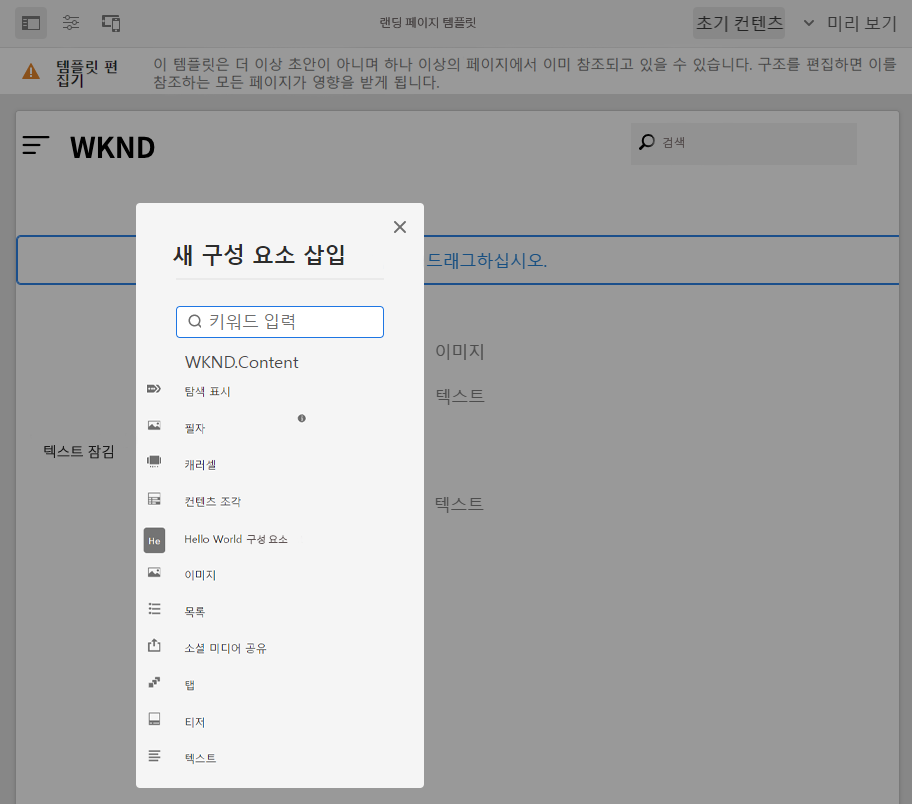 랜딩 페이지 템플릿
초기 컨텐츠
미리 보기
템플릿 편
집기
이 템플릿은 더 이상 초안이 아니며 하나 이상의 페이지에서 이미 참조되고 있을 수 있습니다. 구조를 편집하면 이를
참조하는 모든 페이지가 영향을 받게 됩니다.
WKND
검색
드래그하십시오.
새 구성 요소 삽입
키워드 입력
WKND.Content
탐색 표시
필자
캐러셀
컨텐츠 조각
He
Hello World 구성 요소
이미지
목록
소셜 미디어 공유
탭
티저
텍스트
이미지
텍스트
텍스트 잠김
텍스트